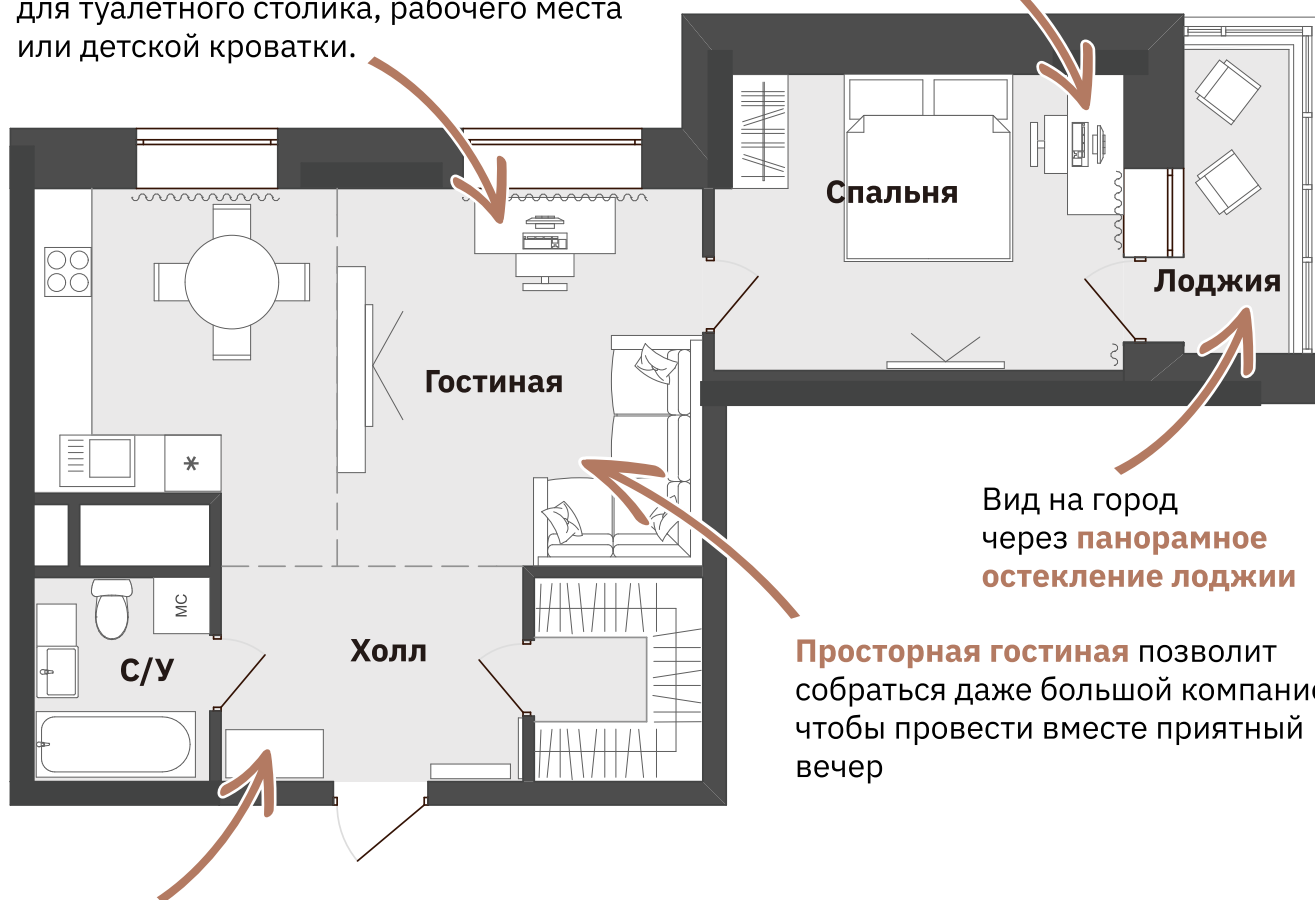 для туалетного столика, рабочего места
или детской кроватки.
Спальня
Лоджия
Гостиная
Вид на город
через панорамное
остекление лоджии
МС
С/У
Холл
Просторная гостиная позволит
собраться даже большой
чтобы провести вместе приятный
вечер